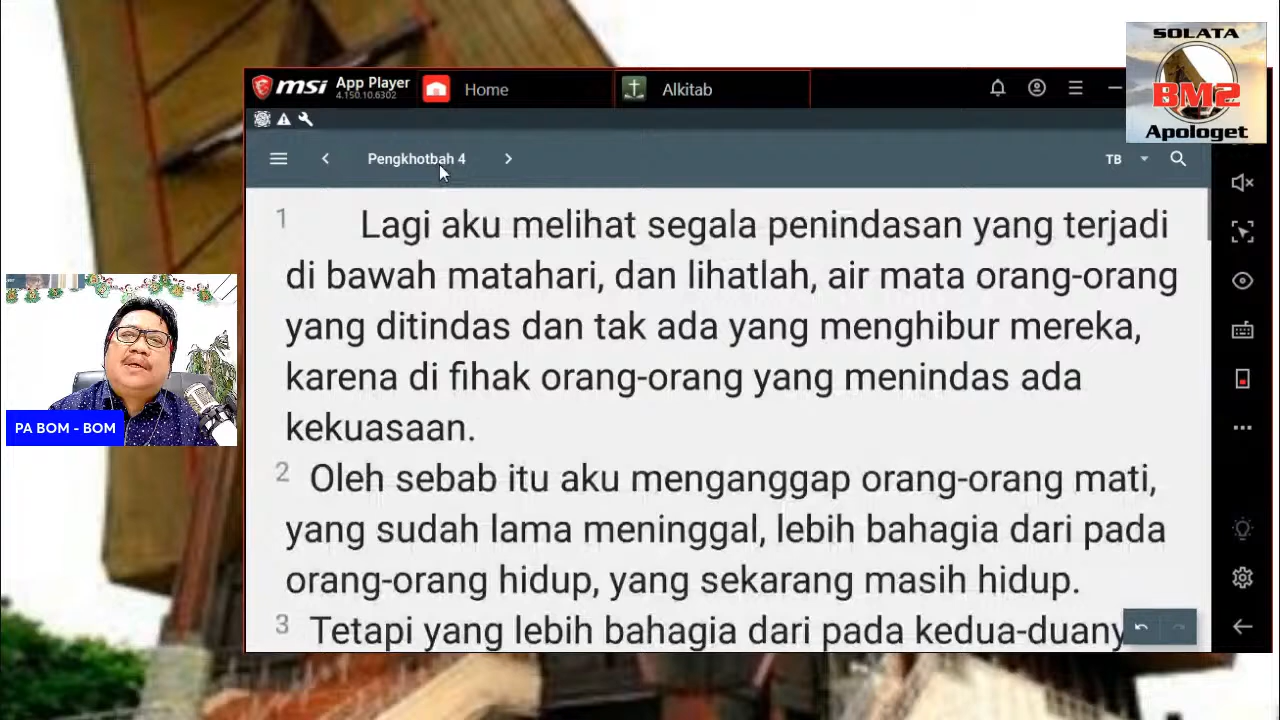 SOLATA
BM2
Apologet
msi App Player
4.150.10.6302
Home
Alkitab
Pengkhotbah 4
TB
1 Lagi aku melihat segala penindasan yang terjadi
di bawah matahari, dan lihatlah, air mata orang-orang
yang ditindas dan tak ada yang menghibur mereka,
karena di fihak orang-orang yang menindas ada
kekuasaan.
2 Oleh sebab itu aku menganggap orang-orang mati,
yang sudah lama meninggal, lebih bahagia dari pada
orang-orang hidup, yang sekarang masih hidup.
3 Tetapi yang lebih bahagia dari pada kedua-duany
PA BOM - BOM